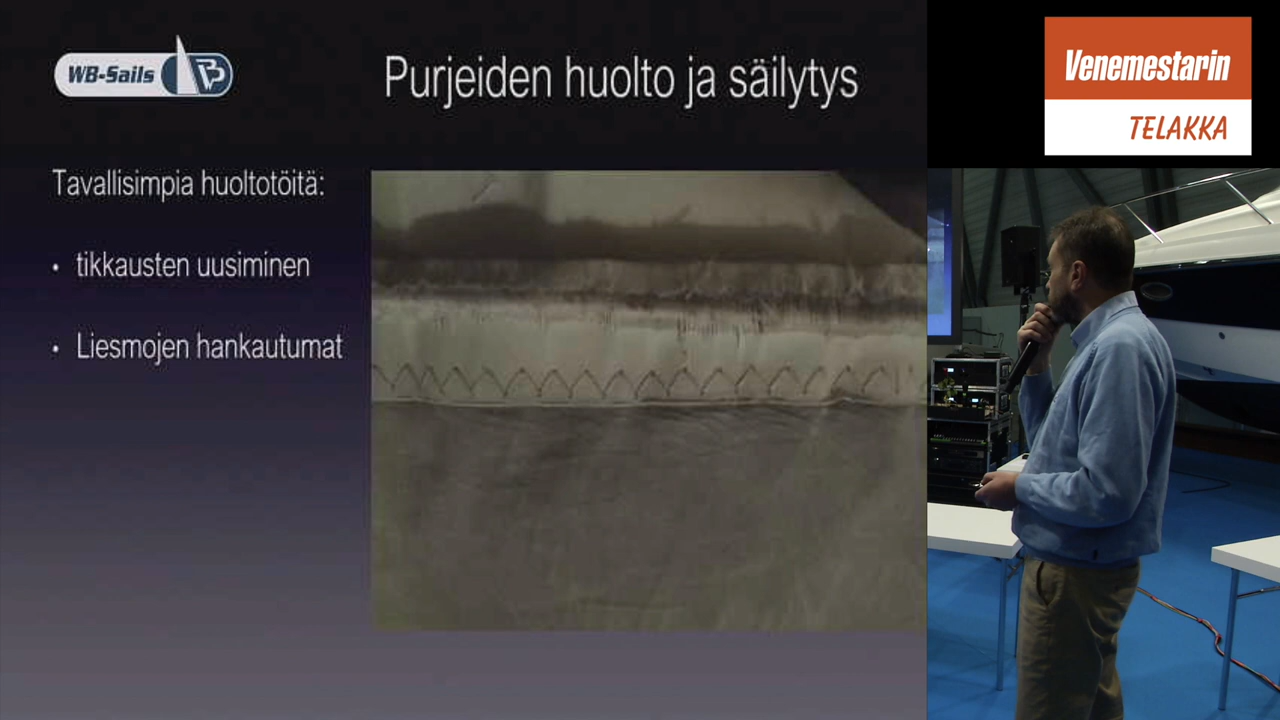 WB-Sails
Purjeiden huolto ja säilytys
Venemestarin
TELAKKA
Tavallisimpia huoltotöitä:
• tikkausten uusiminen
• Liesmojen hankautumat